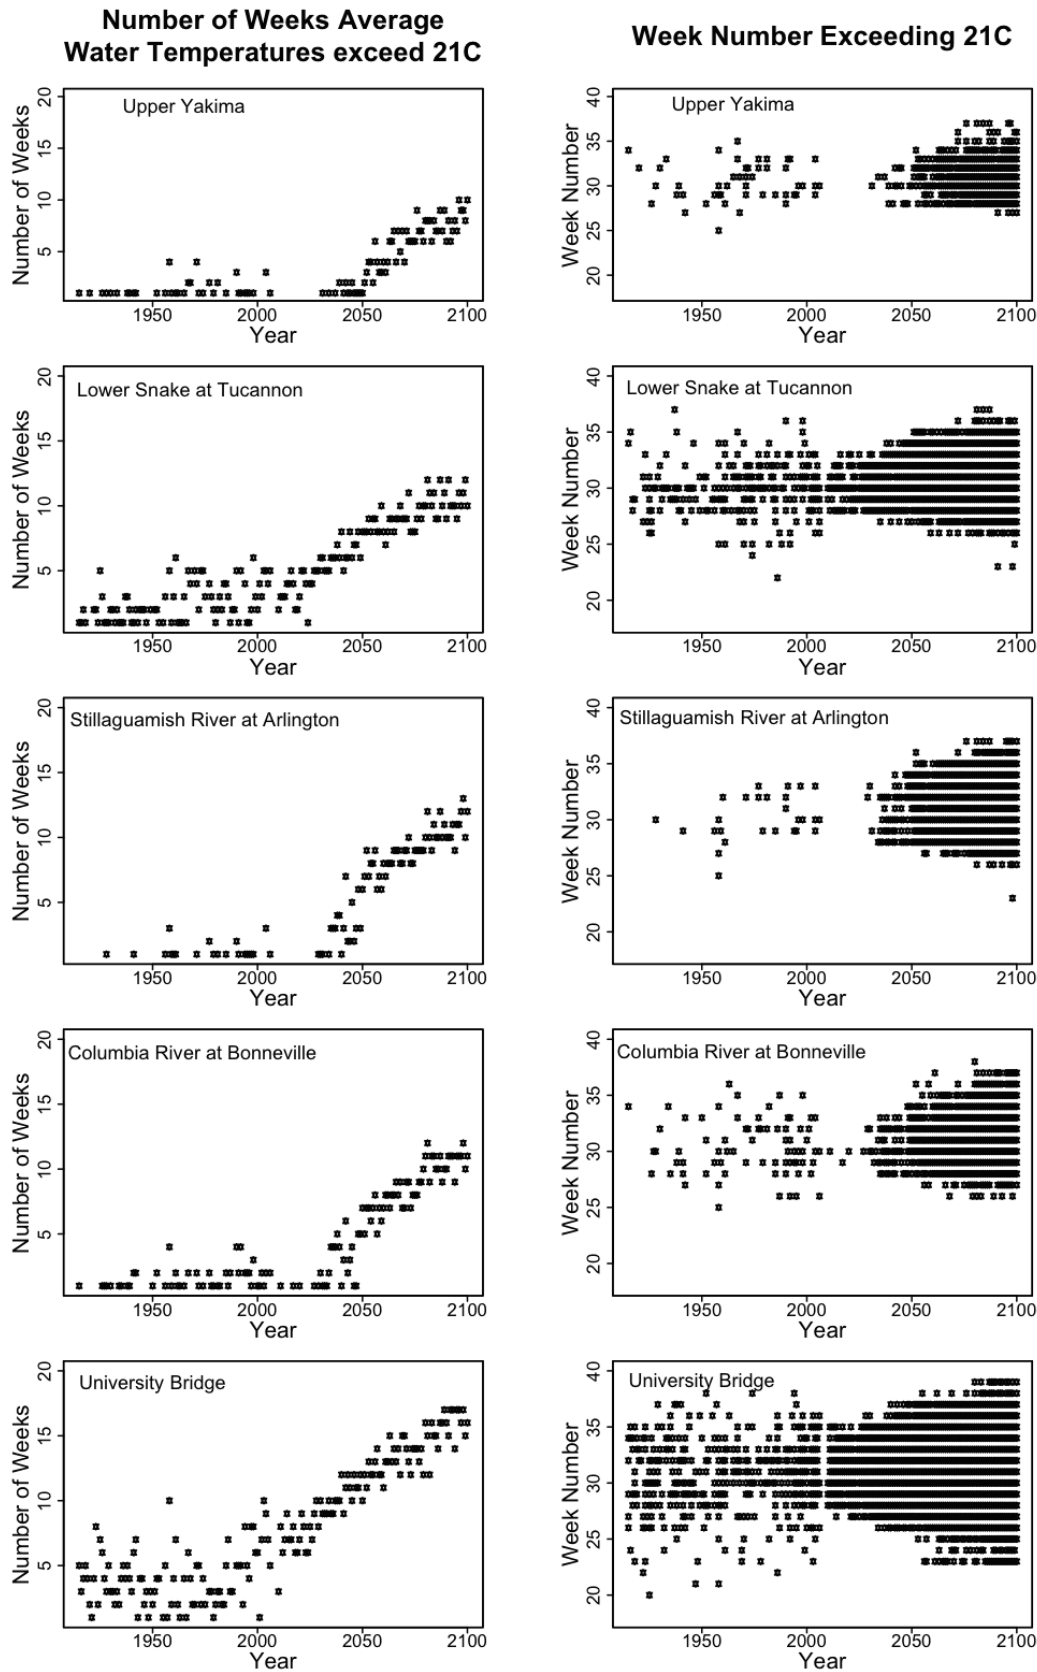 Number of Weeks Average
Water Temperatures exceed 21C
Week Number Exceeding 21C
Upper Yakima
Number of Weeks
5 10 15 20
1950 2000 2050 2100
Year
Upper Yakima
Week Number
20 25 30 35 40
1950 2000 2050 2100
Year
Lower Snake at Tucannon
Number of Weeks
5 10 15 20
1950 2000 2050 2100
Year
Lower Snake at Tucannon
Week Number
20 25 30 35 40
1950 2000 2050 2100
Year
Stillaguamish River at Arlington
Number of Weeks
5 10 15 20
1950 2000 2050 2100
Year
Stillaguamish River at Arlington
Week Number
20 25 30 35 40
1950 2000 2050 2100
Year
Columbia River at Bonneville
Number of Weeks
5 10 15 20
1950 2000 2050 2100
Year
Columbia River at Bonneville
Week Number
20 25 30 35 40
1950 2000 2050 2100
Year
University Bridge
Number of Weeks
5 10 15 20
1950 2000 2050 2100
Year
University Bridge
Week Number
20 25 30 35 40
1950 2000 2050 2100
Year